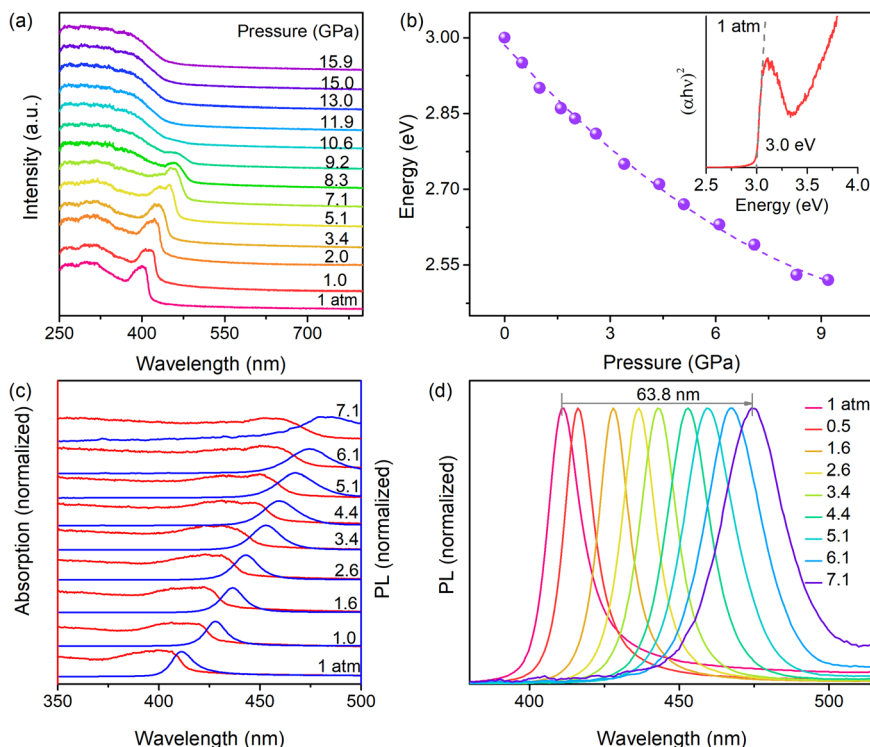 (a)
Pressure (GPa)
15.9
15.0
13.0
11.9
10.6
9.2
8.3
7.1
5.1
3.4
2.0
1.0
1 atm
Intensity (a.u.)
250 400 550 700
Wavelength (nm)
(b)
3.00
2.85
2.70
2.55
Energy (eV)
0 3 6 9
Pressure (GPa)
1 atm
(αhν)²
3.0 eV
2.5 3.0 3.5 4.0
Energy (eV)
(c)
7.1
6.1
5.1
4.4
3.4
2.6
1.6
1.0
1 atm
Absorption (normalized)
PL (normalized)
350 400 450 500
Wavelength (nm)
(d)
63.8 nm
1 atm
0.5
1.6
2.6
3.4
4.4
5.1
6.1
7.1
PL (normalized)
400 450 500
Wavelength (nm)